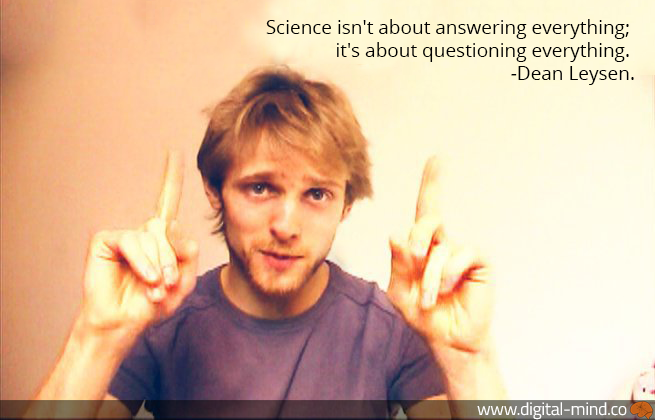 Science isn't about answering everything;
it's about questioning everything.
-Dean Leysen.
www.digital-mind.co